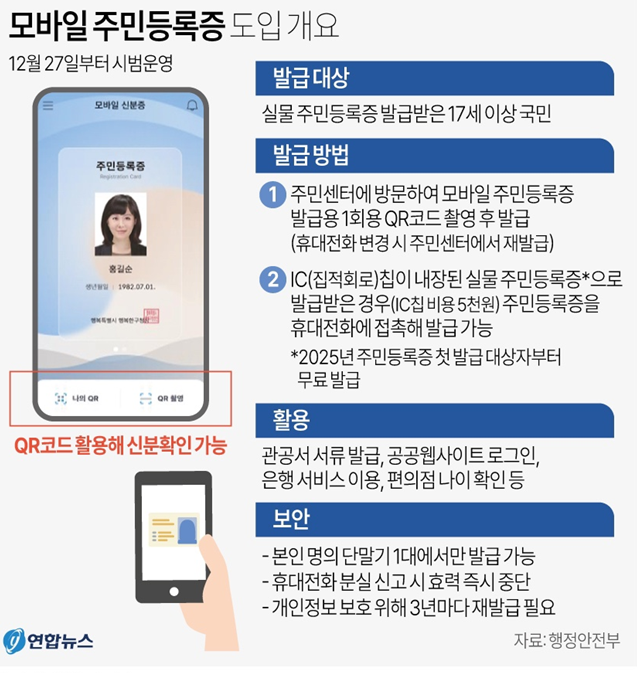 모바일 주민등록증 도입 개요
12월 27일부터 시범운영
모바일 신분증
주민등록증
Registration Card
홍길순
생년월일 : 1982.07.01.
행복특별시 행복한구청장
나의 QR
QR 촬영
QR코드 활용해 신분확인 가능
발급 대상
실물 주민등록증 발급받은 17세 이상 국민
발급 방법
1 주민센터에 방문하여 모바일 주민등록증
발급용 1회용 QR코드 촬영 후 발급
(휴대전화 변경 시 주민센터에서 재발급)
2 IC(집적회로)칩이 내장된 실물 주민등록증*으로
발급받은 경우(IC칩 비용 5천원) 주민등록증을
휴대전화에 접촉해 발급 가능
*2025년 주민등록증 첫 발급 대상자부터
무료 발급
활용
관공서 서류 발급, 공공웹사이트 로그인,
은행 서비스 이용, 편의점 나이 확인 등
보안
- 본인 명의 단말기 1대에서만 발급 가능
- 휴대전화 분실 신고 시 효력 즉시 중단
- 개인정보 보호 위해 3년마다 재발급 필요
연합뉴스
자료: 행정안전부